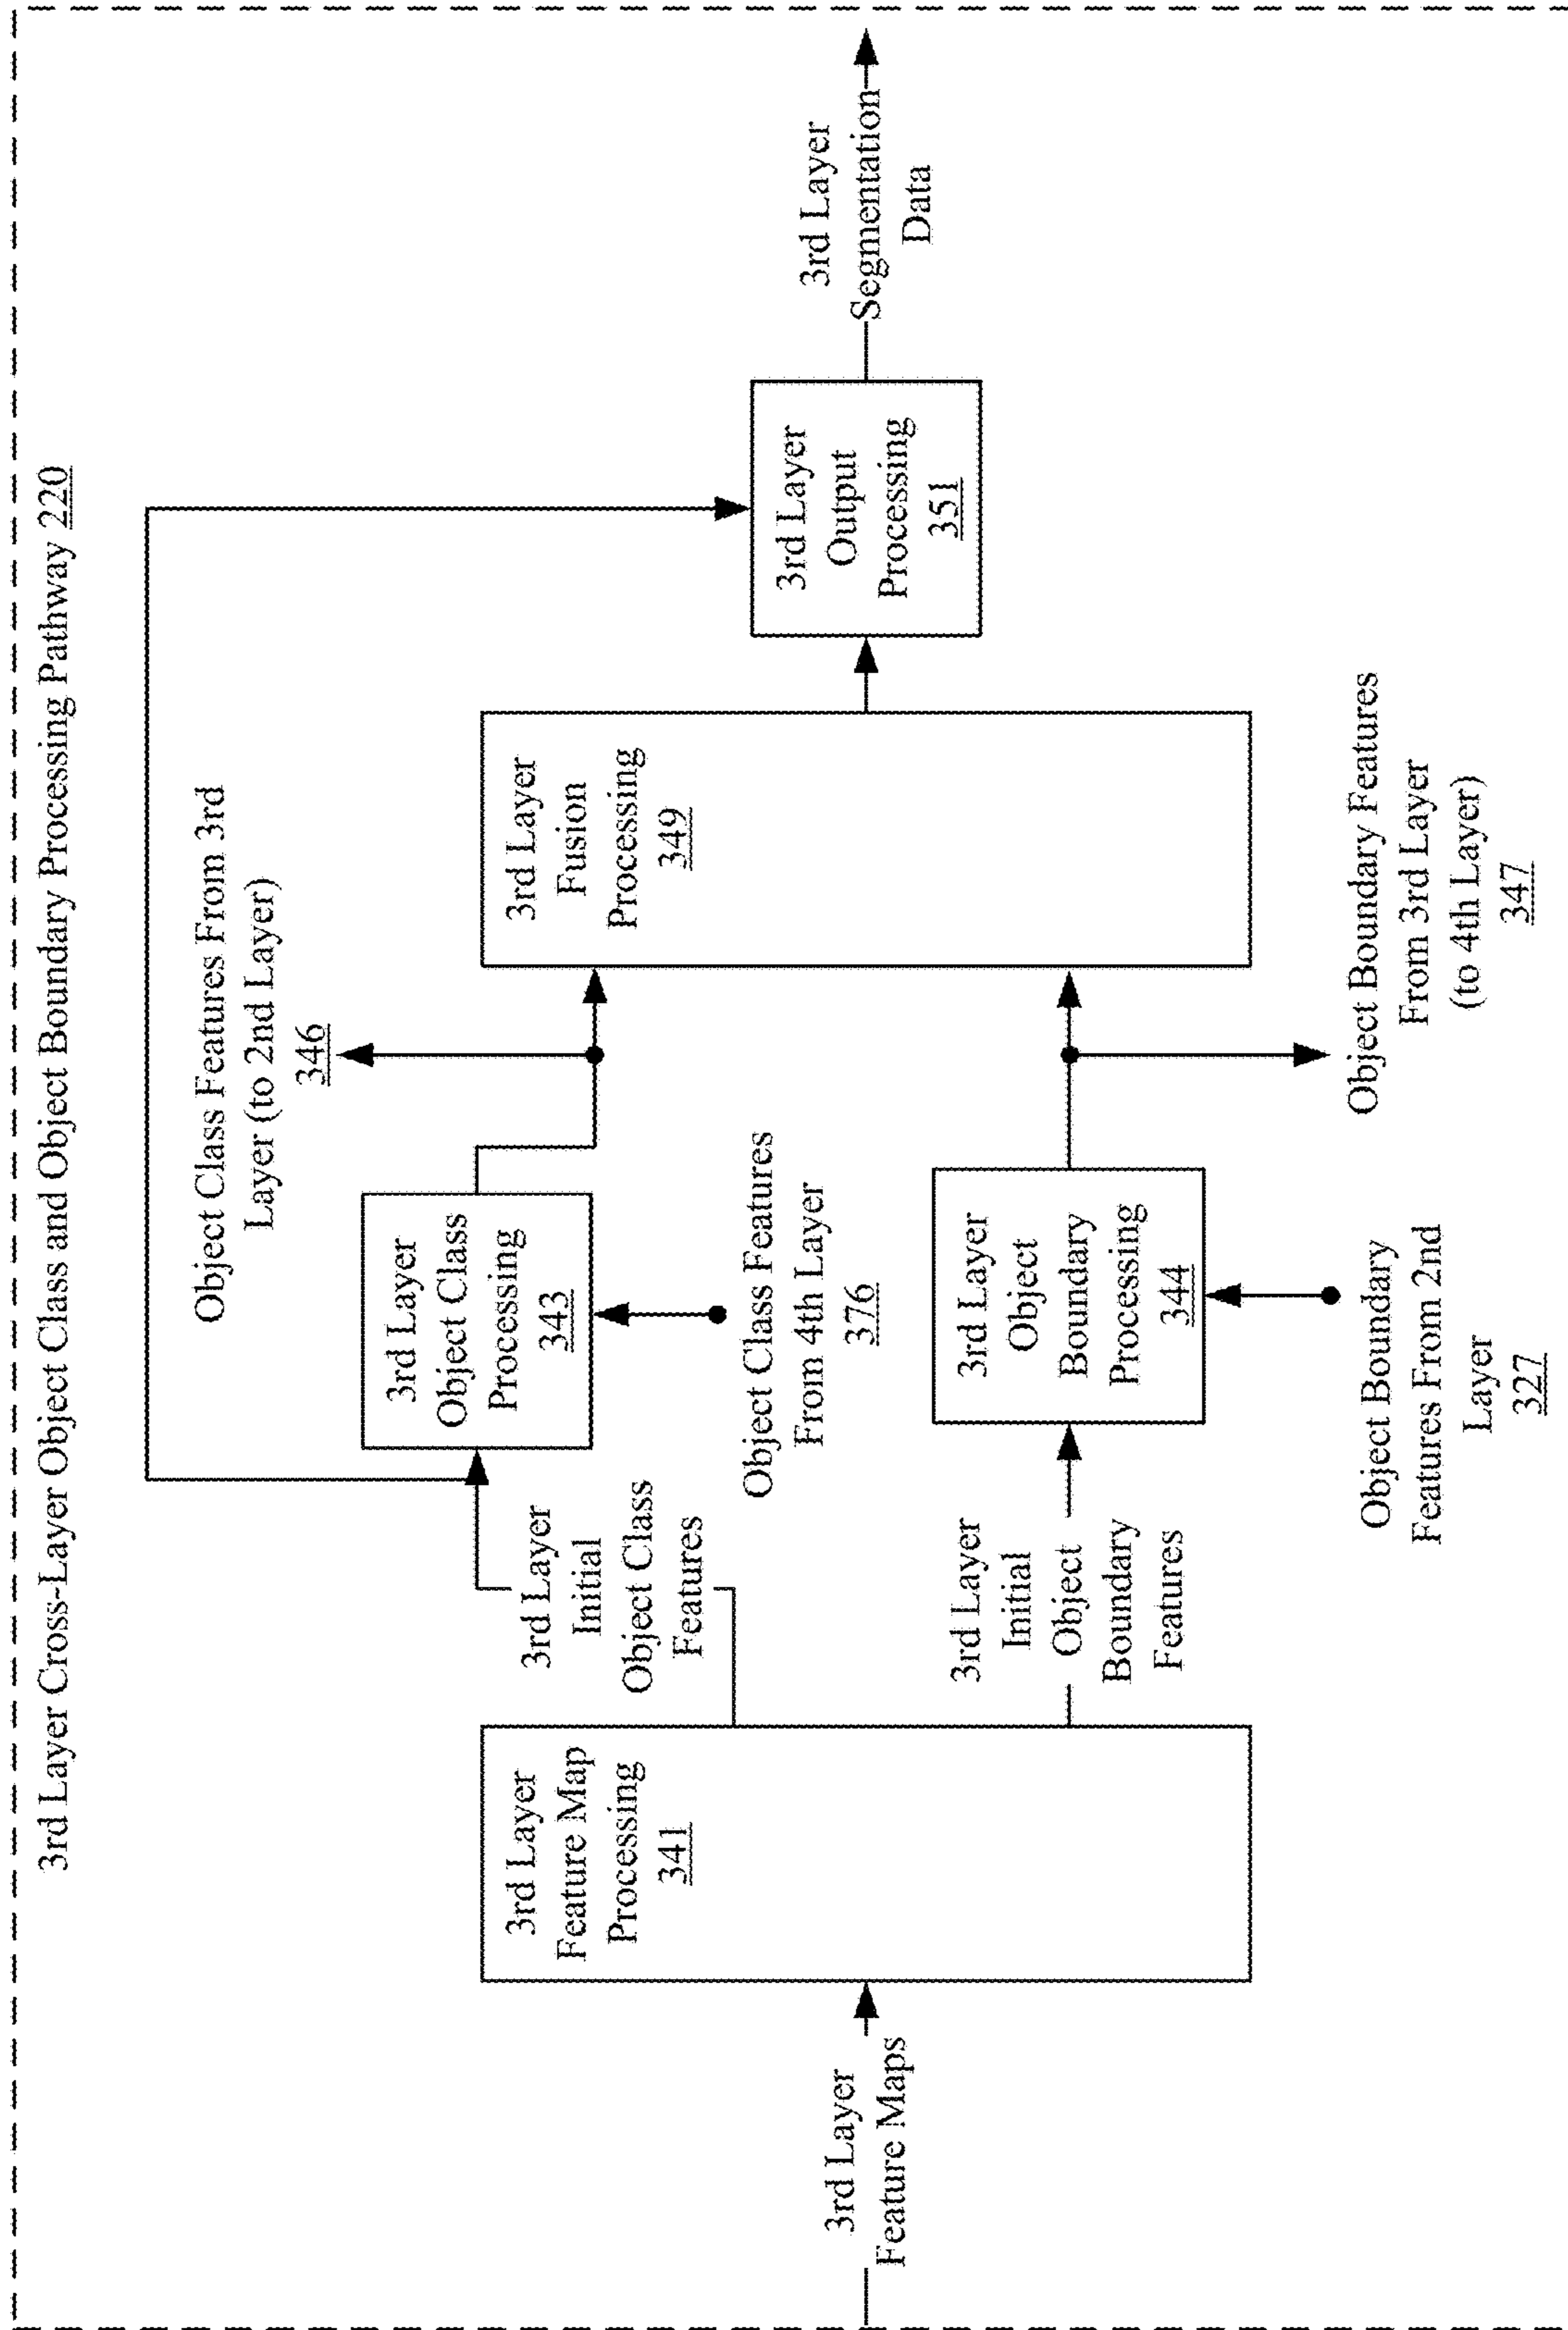 3rd Layer Cross-Layer Object Class and Object Boundary Processing Pathway 220
3rd Layer
Feature Maps
3rd Layer
Feature Map
Processing
341
3rd Layer
Initial
Object Class
Features
3rd Layer
Initial
Object
Boundary
Features
3rd Layer
Object Class
Processing
343
Object Class Features
From 4th Layer
376
3rd Layer
Object
Boundary
Processing
344
Object Boundary
Features From 2nd
Layer
327
Object Class Features From 3rd
Layer (to 2nd Layer)
346
Object Boundary Features
From 3rd Layer
(to 4th Layer)
347
3rd Layer
Fusion
Processing
349
3rd Layer
Output
Processing
351
3rd Layer
Segmentation
Data